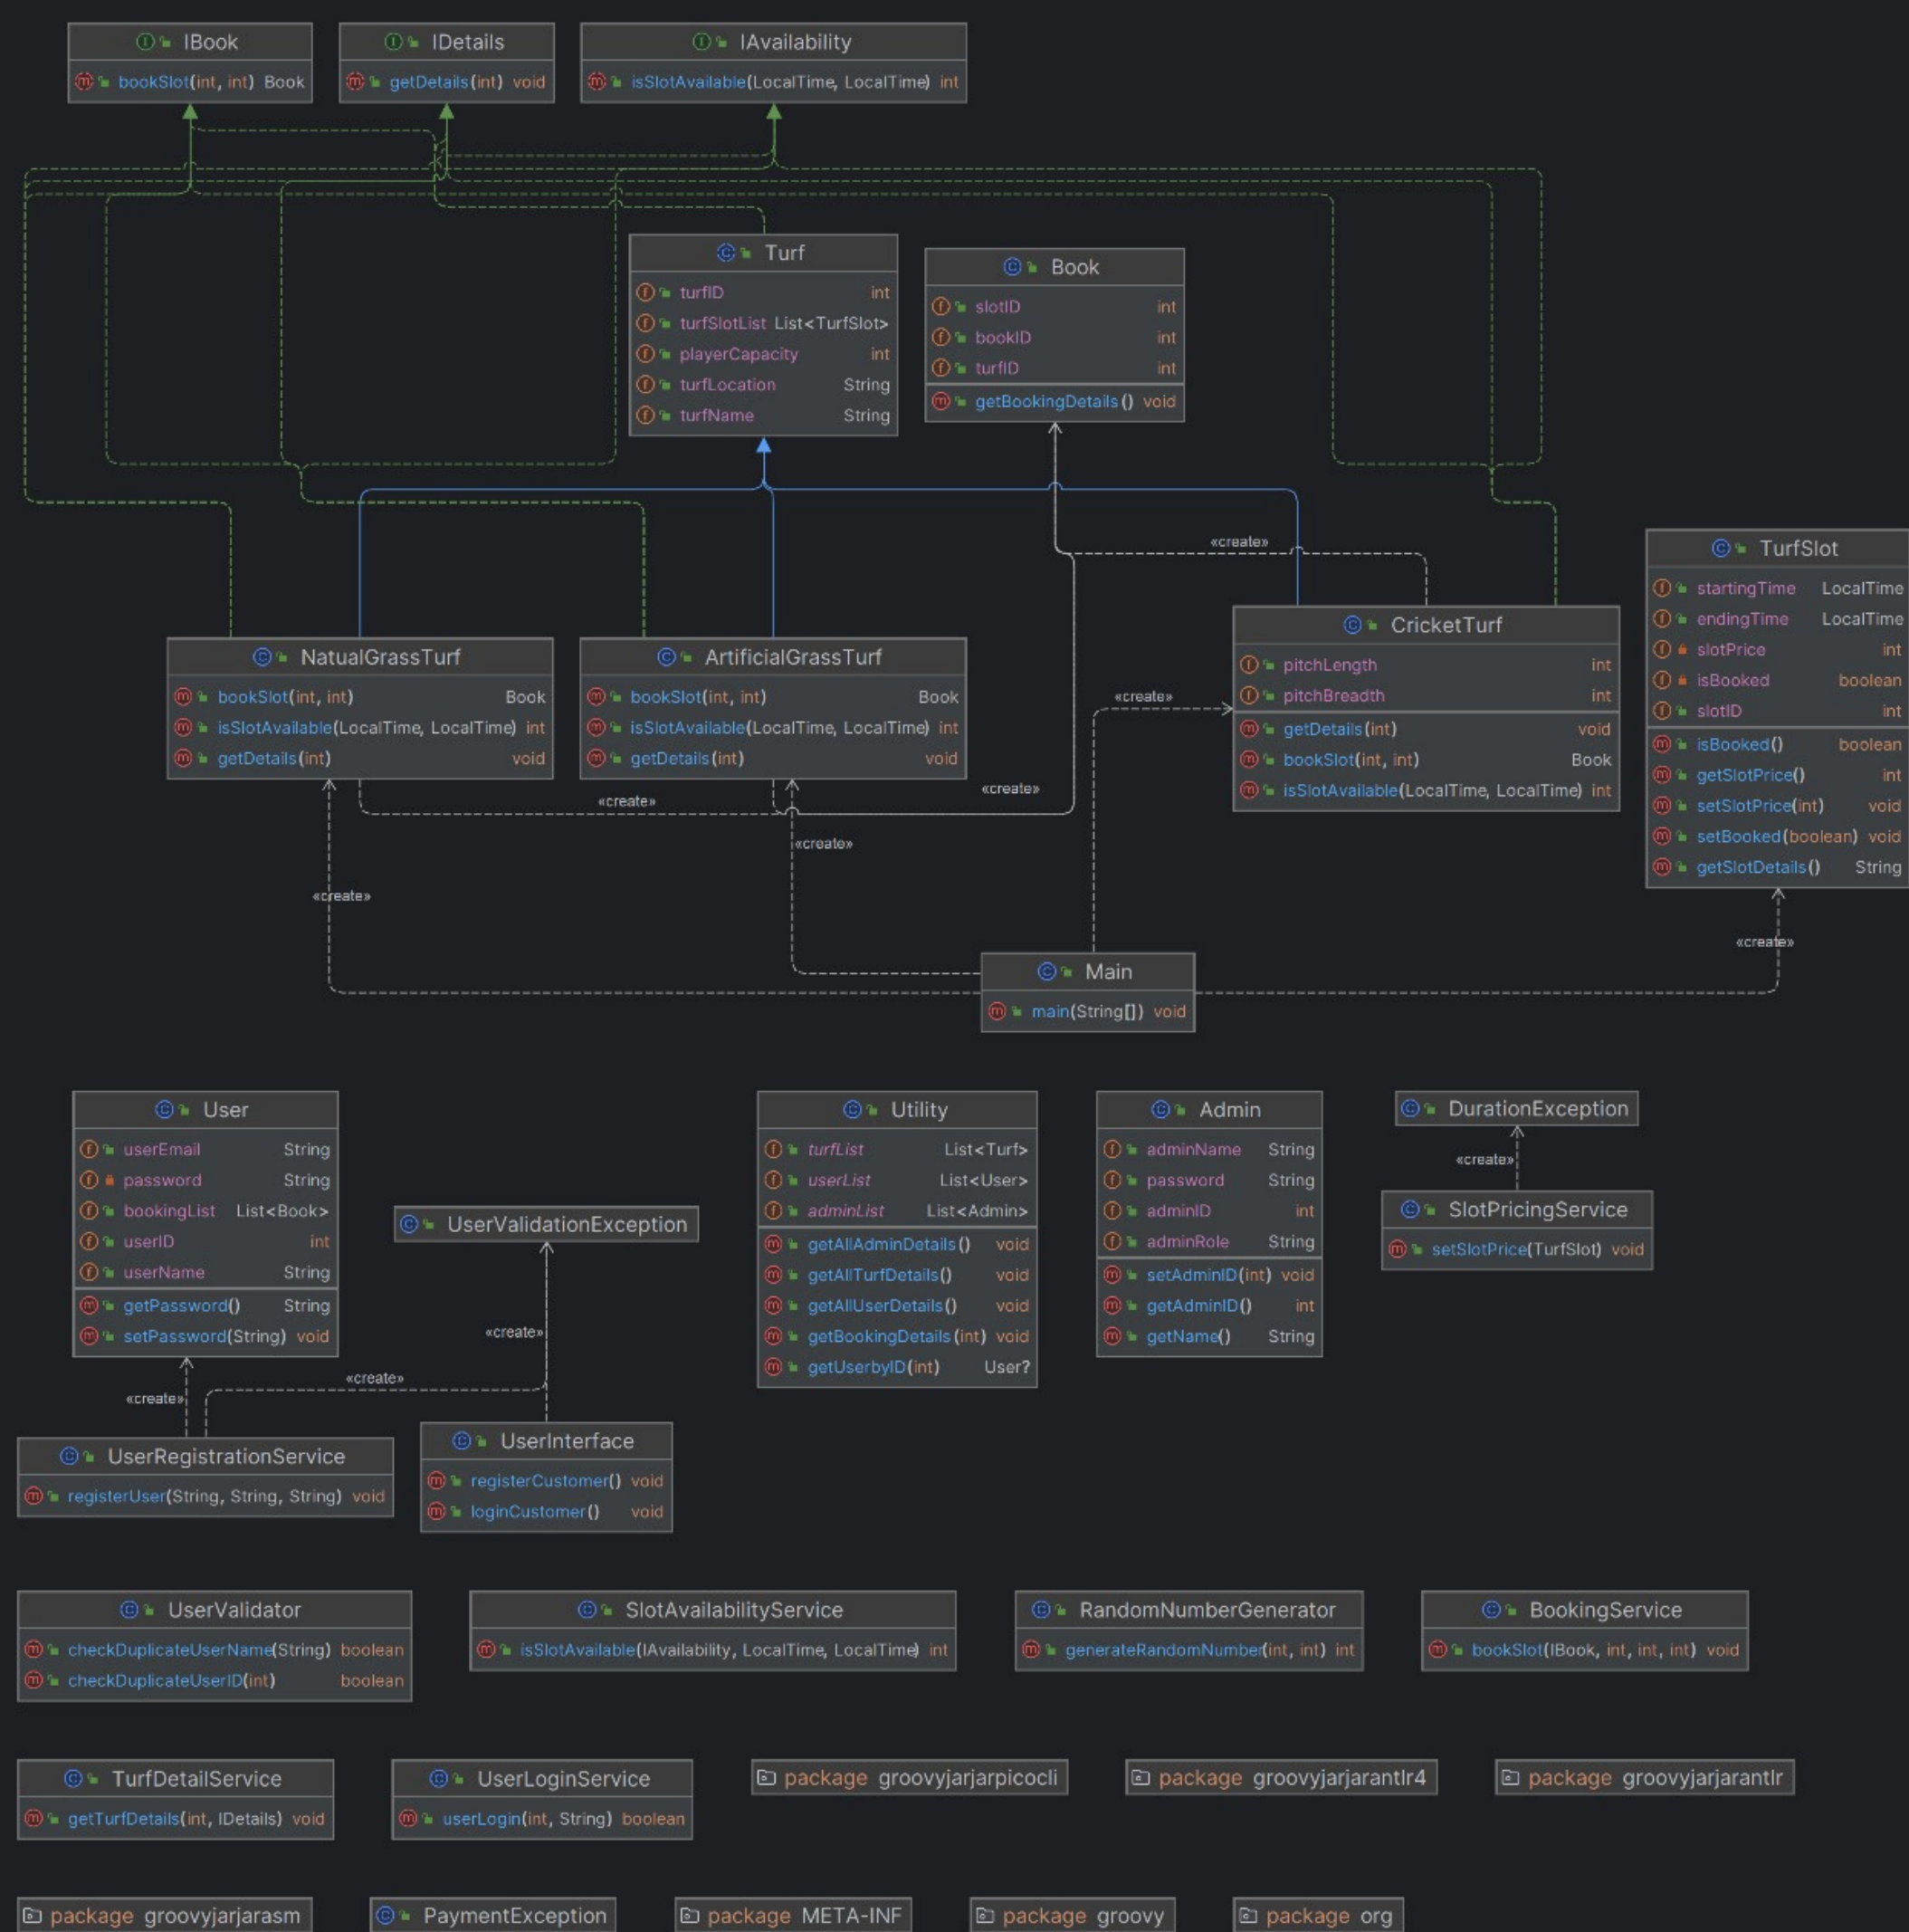 IBook
bookSlot(int, int) Book
IDetails
getDetails(int) void
IAvailability
isSlotAvailable(LocalTime, LocalTime) int
Turf
turfID int
turfSlotList List<TurfSlot>
playerCapacity int
turfLocation String
turfName String
Book
slotID int
bookID int
turfID int
getBookingDetails() void
«create»
TurfSlot
startingTime LocalTime
endingTime LocalTime
slotPrice int
isBooked boolean
slotID int
isBooked() boolean
getSlotPrice() int
setSlotPrice(int) void
setBooked(boolean) void
getSlotDetails() String
NatualGrassTurf
bookSlot(int, int) Book
isSlotAvailable(LocalTime, LocalTime) int
getDetails(int) void
ArtificialGrassTurf
bookSlot(int, int) Book
isSlotAvailable(LocalTime, LocalTime) int
getDetails(int) void
CricketTurf
pitchLength int
pitchBreadth int
getDetails(int) void
bookSlot(int, int) Book
isSlotAvailable(LocalTime, LocalTime) int
«create»
«create»
«create»
«create»
«create»
«create»
Main
main(String[]) void
User
userEmail String
password String
bookingList List<Book>
userID int
userName String
getPassword() String
setPassword(String) void
UserValidationException
Utility
turfList List<Turf>
userList List<User>
adminList List<Admin>
getAllAdminDetails() void
getAllTurfDetails() void
getAllUserDetails() void
getBookingDetails(int) void
getUserbyID(int) User?
Admin
adminName String
password String
adminID int
adminRole String
setAdminID(int) void
getAdminID() int
getName() String
DurationException
«create»
SlotPricingService
setSlotPrice(TurfSlot) void
«create»
«create»
«create»
UserRegistrationService
registerUser(String, String, String) void
UserInterface
registerCustomer() void
loginCustomer() void
UserValidator
checkDuplicateUserName(String) boolean
checkDuplicateUserID(int) boolean
SlotAvailabilityService
isSlotAvailable(IAvailability, LocalTime, LocalTime) int
RandomNumberGenerator
generateRandomNumber(int, int) int
BookingService
bookSlot(IBook, int, int, int) void
TurfDetailService
getTurfDetails(int, IDetails) void
UserLoginService
userLogin(int, String) boolean
package groovyjarjarpicocli
package groovyjarjarantlr4
package groovyjarjarantlr
package groovyjarjarasm
PaymentException
package META-INF
package groovy
package org